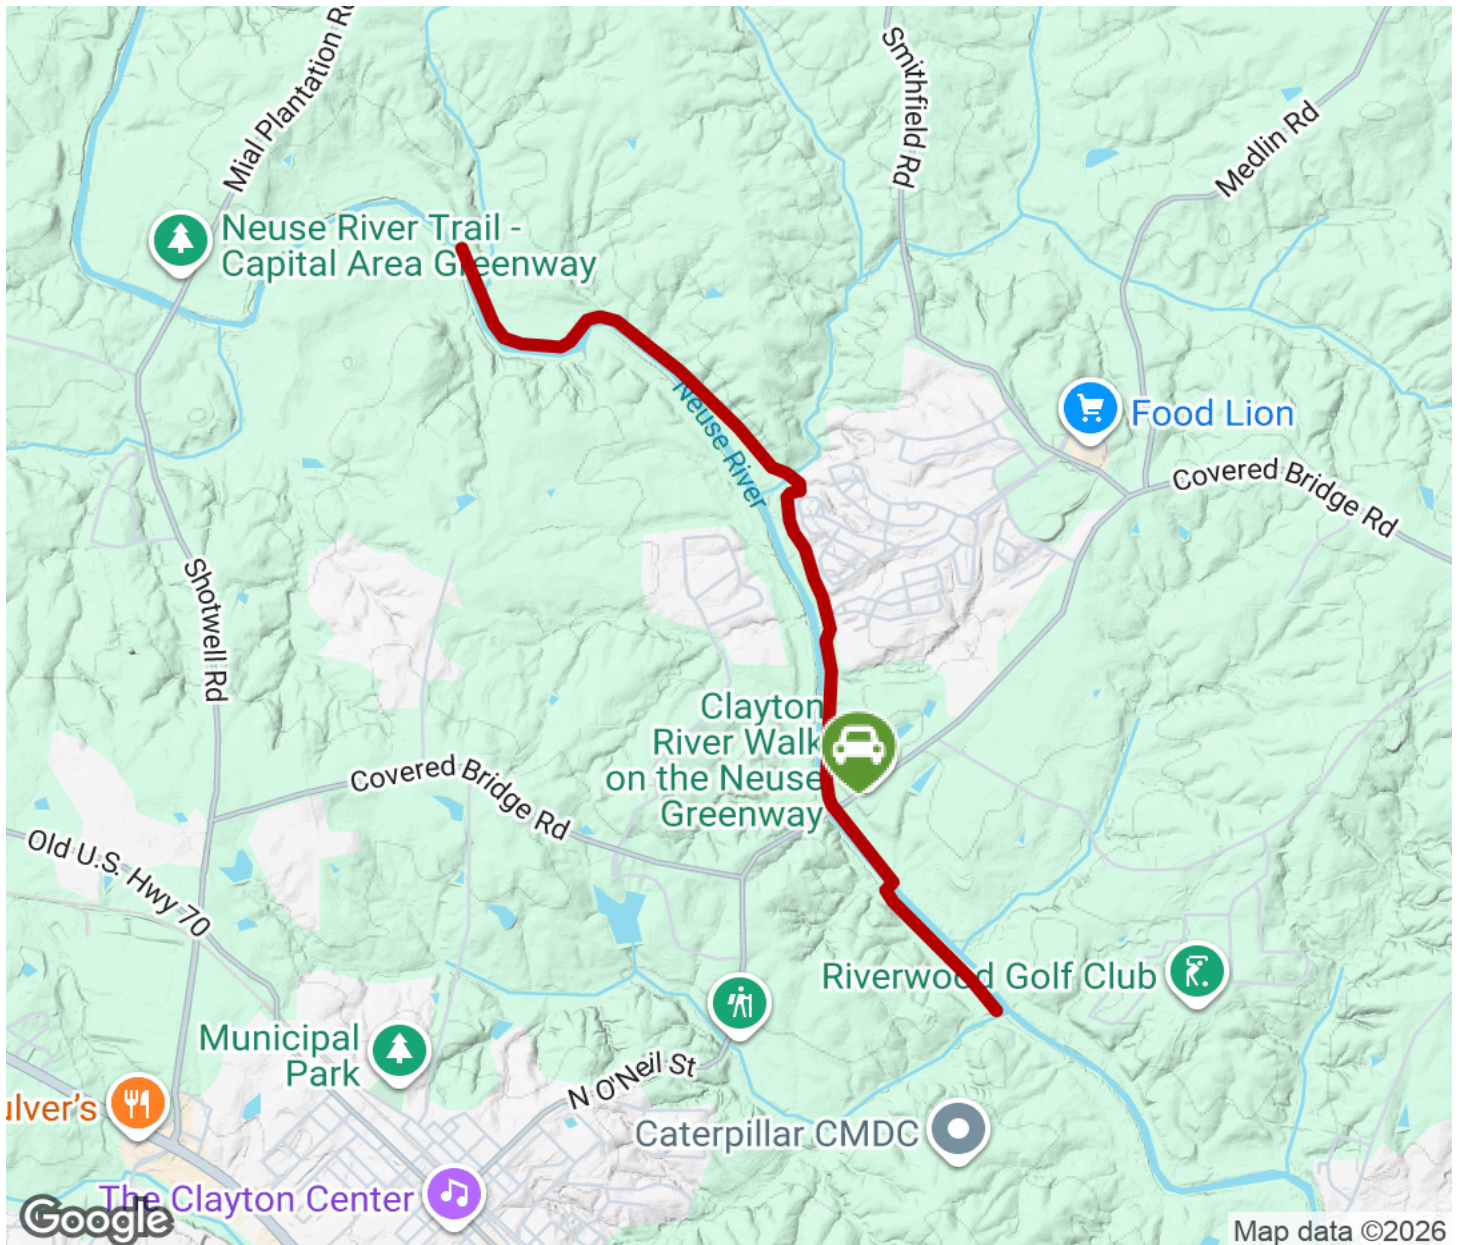 Mial Plantation Rd
Smithfield Rd
Medlin Rd
Neuse River Trail -
Capital Area Greenway
Neuse River
Food Lion
Covered Bridge Rd
Shotwell Rd
Clayton
River Walk
on the Neuse
Greenway
Covered Bridge Rd
Old U.S. Hwy 70
Riverwood Golf Club
Municipal
Park
N O'Neil St
ulver's
Caterpillar CMDC
The Clayton Center
Google
Map data ©2026